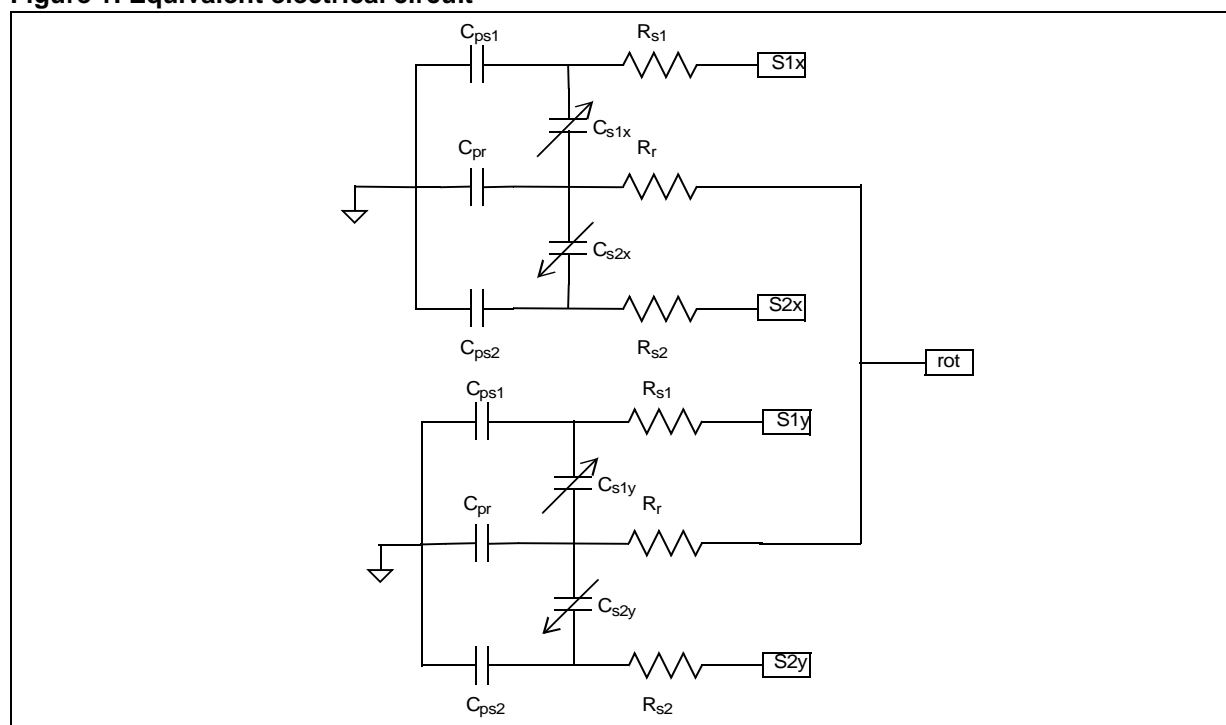 Figure 1. Equivalent electrical circuit
Cps1
Rs1
S1x
Cs1x
Cpr
Rr
Cs2x
S2x
Cps2
Rs2
rot
Cps1
Rs1
S1y
Cs1y
Cpr
Rr
Cs2y
S2y
Cps2
Rs2